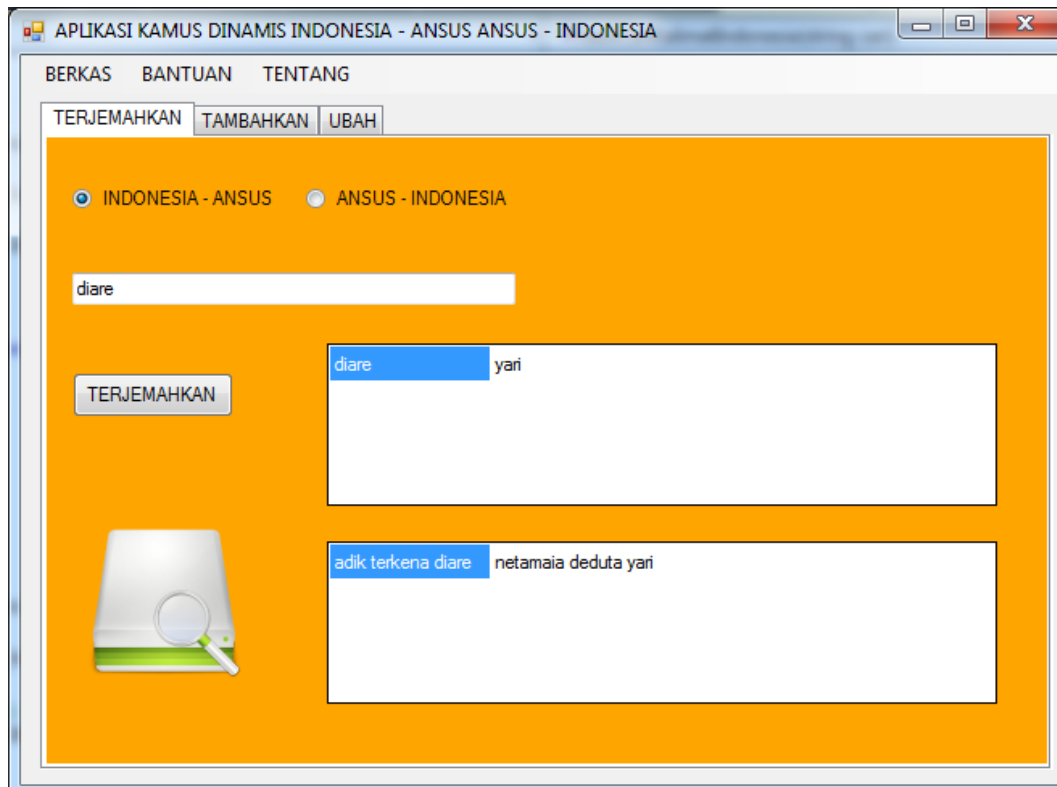 APLIKASI KAMUS DINAMIS INDONESIA - ANSUS ANSUS - INDONESIA
BERKAS BANTUAN TENTANG
TERJEMAHKAN TAMBAHKAN UBAH
INDONESIA - ANSUS ANSUS - INDONESIA
diare
diare yari
TERJEMAHKAN
adik terkena diare netamaia deduta yari